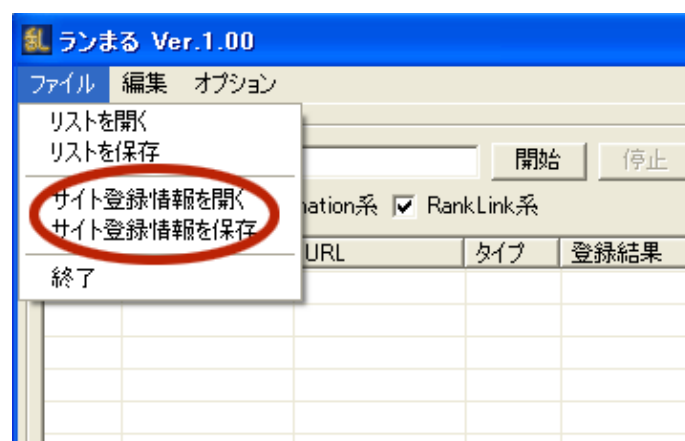 乱 ランまる Ver.1.00
ファイル 編集 オプション
リストを開く
リストを保存
開始 停止
サイト登録情報を開く
mation系 RankLink系
サイト登録情報を保存
URL タイプ 登録結果
終了